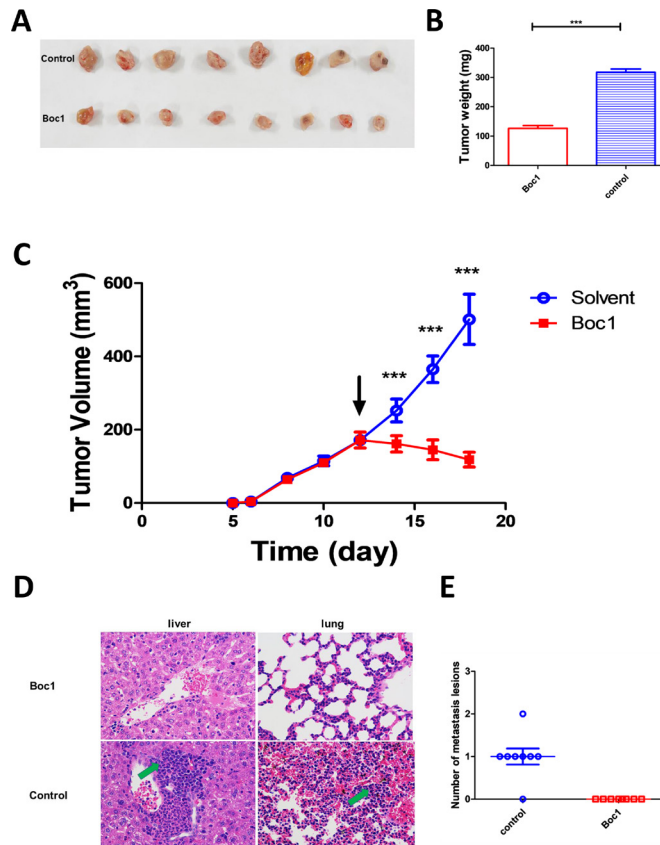 A
Control
Boc1
B
***
Tumor weight (mg)
400
300
200
100
0
Boc1
control
C
Tumor Volume (mm³)
600
400
200
0
0
5
10
15
20
***
***
***
Time (day)
Solvent
Boc1
D
liver
lung
Boc1
Control
E
Number of metastasis lesions
3
2
1
0
control
Boc1